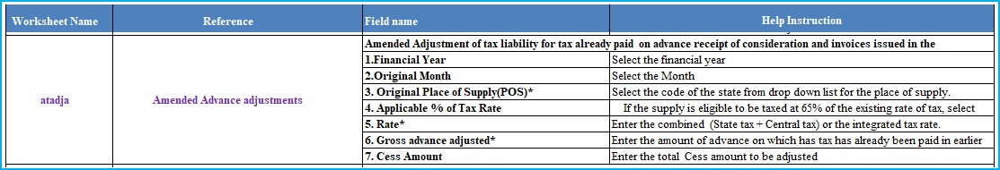 Worksheet Name Reference Field name Help Instruction
Amended Adjustment of tax liability for tax already paid on advance receipt of consideration and invoices issued in the
1.Financial Year Select the financial year
2.Original Month Select the Month
3. Original Place of Supply(POS)* Select the code of the state from drop down list for the place of supply.
atadja Amended Advance adjustments 4. Applicable % of Tax Rate If the supply is eligible to be taxed at 65% of the existing rate of tax, select
5. Rate* Enter the combined (State tax + Central tax) or the integrated tax rate.
6. Gross advance adjusted* Enter the amount of advance on which has tax has already been paid in earlier
7. Cess Amount Enter the total Cess amount to be adjusted